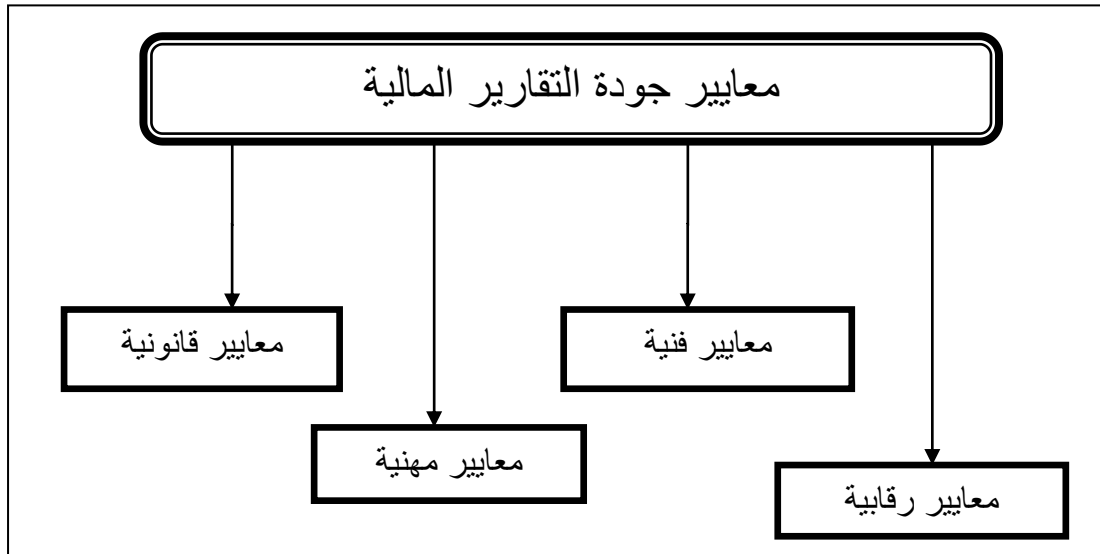 معايير جودة التقارير المالية
معايير قانونية
معايير فنية
معايير مهنية
معايير رقابية